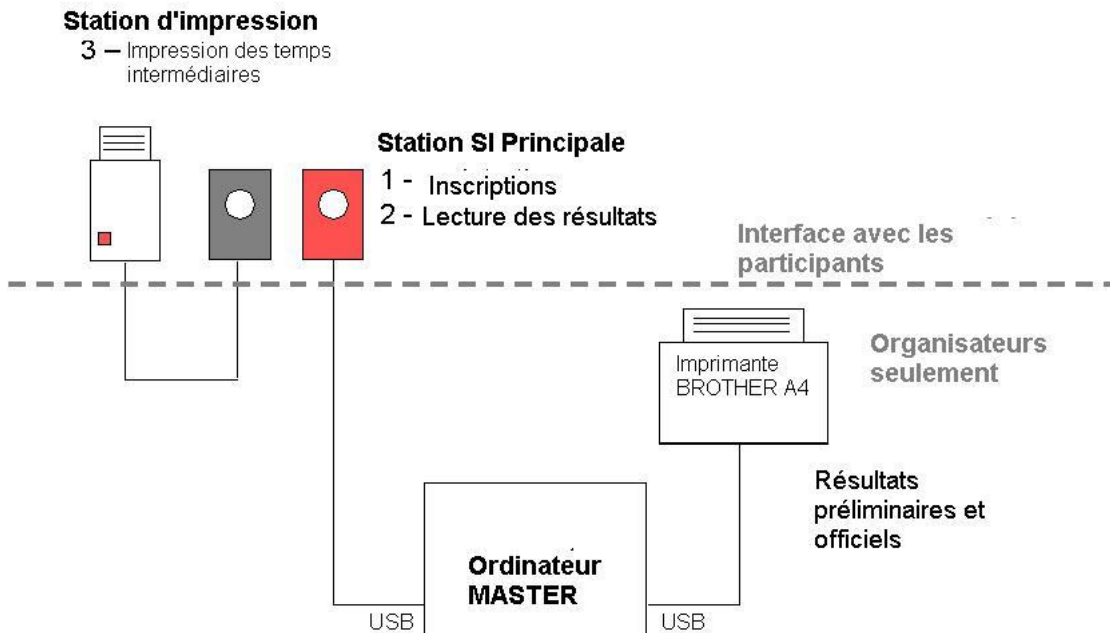 Station d'impression
3 – Impression des temps
intermédiaires
Station SI Principale
1 - Inscriptions
2 - Lecture des résultats
Interface avec les
participants
Organisateurs
seulement
Imprimante
BROTHER A4
Résultats
préliminaires et
officiels
Ordinateur
MASTER
USB
USB